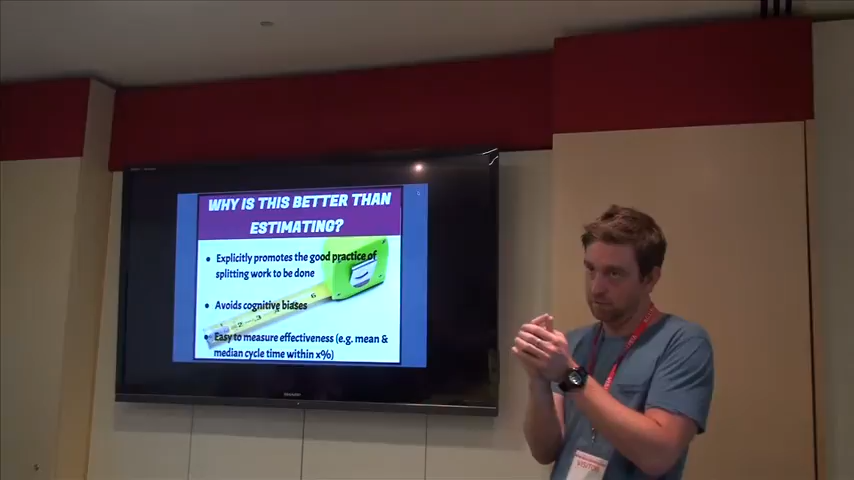 WHY IS THIS BETTER THAN
ESTIMATING?
• Explicitly promotes the good practice of
splitting work to be done
• Avoids cognitive biases
• Easy to measure effectiveness (e.g. mean &
median cycle time within x%)
VISITOR